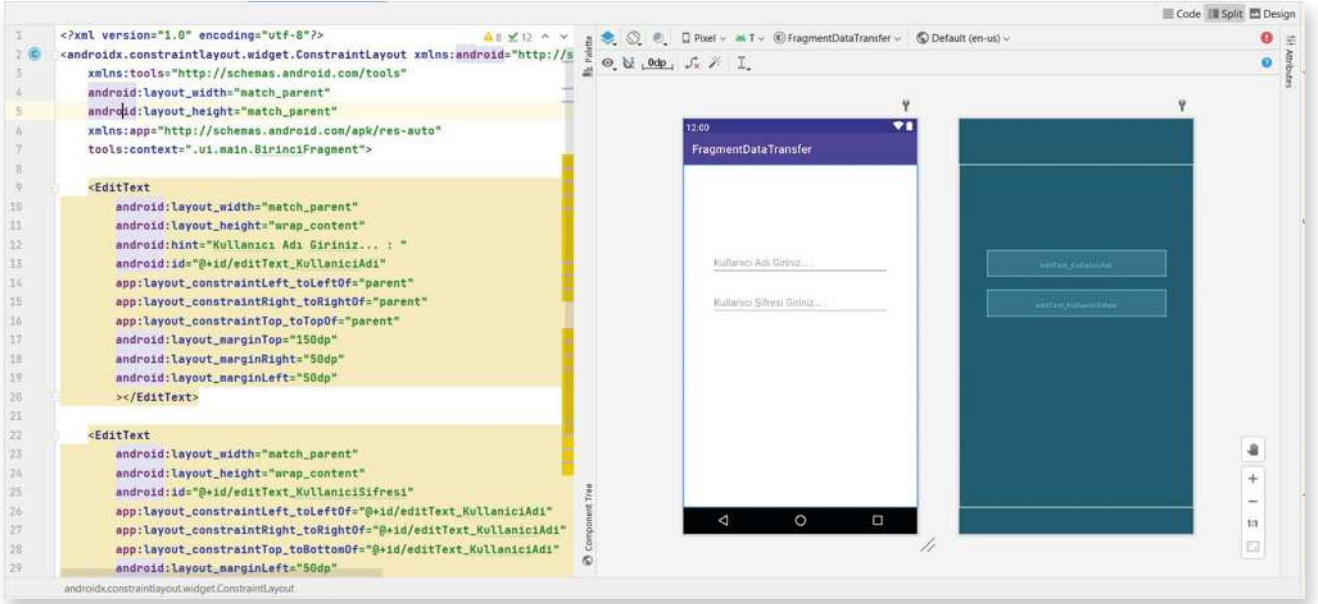 Code Split Design
1 <?xml version="1.0" encoding="utf-8"?>
8 12
2 <androidx.constraintlayout.widget.ConstraintLayout xmlns:android="http://s
3 xmlns:tools="http://schemas.android.com/tools"
4 android:layout_width="match_parent"
5 android:layout_height="match_parent"
6 xmlns:app="http://schemas.android.com/apk/res-auto"
7 tools:context=".ui.main.BirinciFragment">
8
9 <EditText
10 android:layout_width="match_parent"
11 android:layout_height="wrap_content"
12 android:hint="Kullanıcı Adı Giriniz... : "
13 android:id="@+id/editText_KullaniciAdi"
14 app:layout_constraintLeft_toLeftOf="parent"
15 app:layout_constraintRight_toRightOf="parent"
16 app:layout_constraintTop_toTopOf="parent"
17 android:layout_marginTop="150dp"
18 android:layout_marginRight="50dp"
19 android:layout_marginLeft="50dp"
20 ></EditText>
21
22 <EditText
23 android:layout_width="match_parent"
24 android:layout_height="wrap_content"
25 android:id="@+id/editText_KullaniciSifresi"
26 app:layout_constraintLeft_toLeftOf="@+id/editText_KullaniciAdi"
27 app:layout_constraintRight_toRightOf="@+id/editText_KullaniciAdi"
28 app:layout_constraintTop_toBottomOf="@+id/editText_KullaniciAdi"
29 android:layout_marginLeft="50dp"
androidx.constraintlayout.widget.ConstraintLayout
Palette
Component Tree
Pixel T FragmentDataTransfer Default (en-us)
0dp
Attributes
12:00
FragmentDataTransfer
Kullanıcı Adı Giriniz... :
Kullanıcı Şifresi Giriniz... :
editText_KullaniciAdi
editText_KullaniciSifresi
1:1